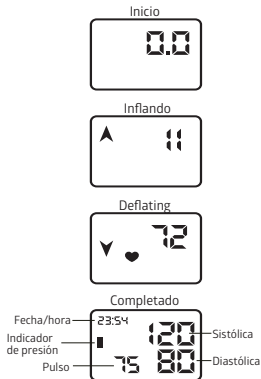 Inicio
0.0
Inflando
11
Deflating
72
Completado
Fecha/hora 23:54
120 Sistólica
Indicador
de presión
Pulso 75 80 Diastólica